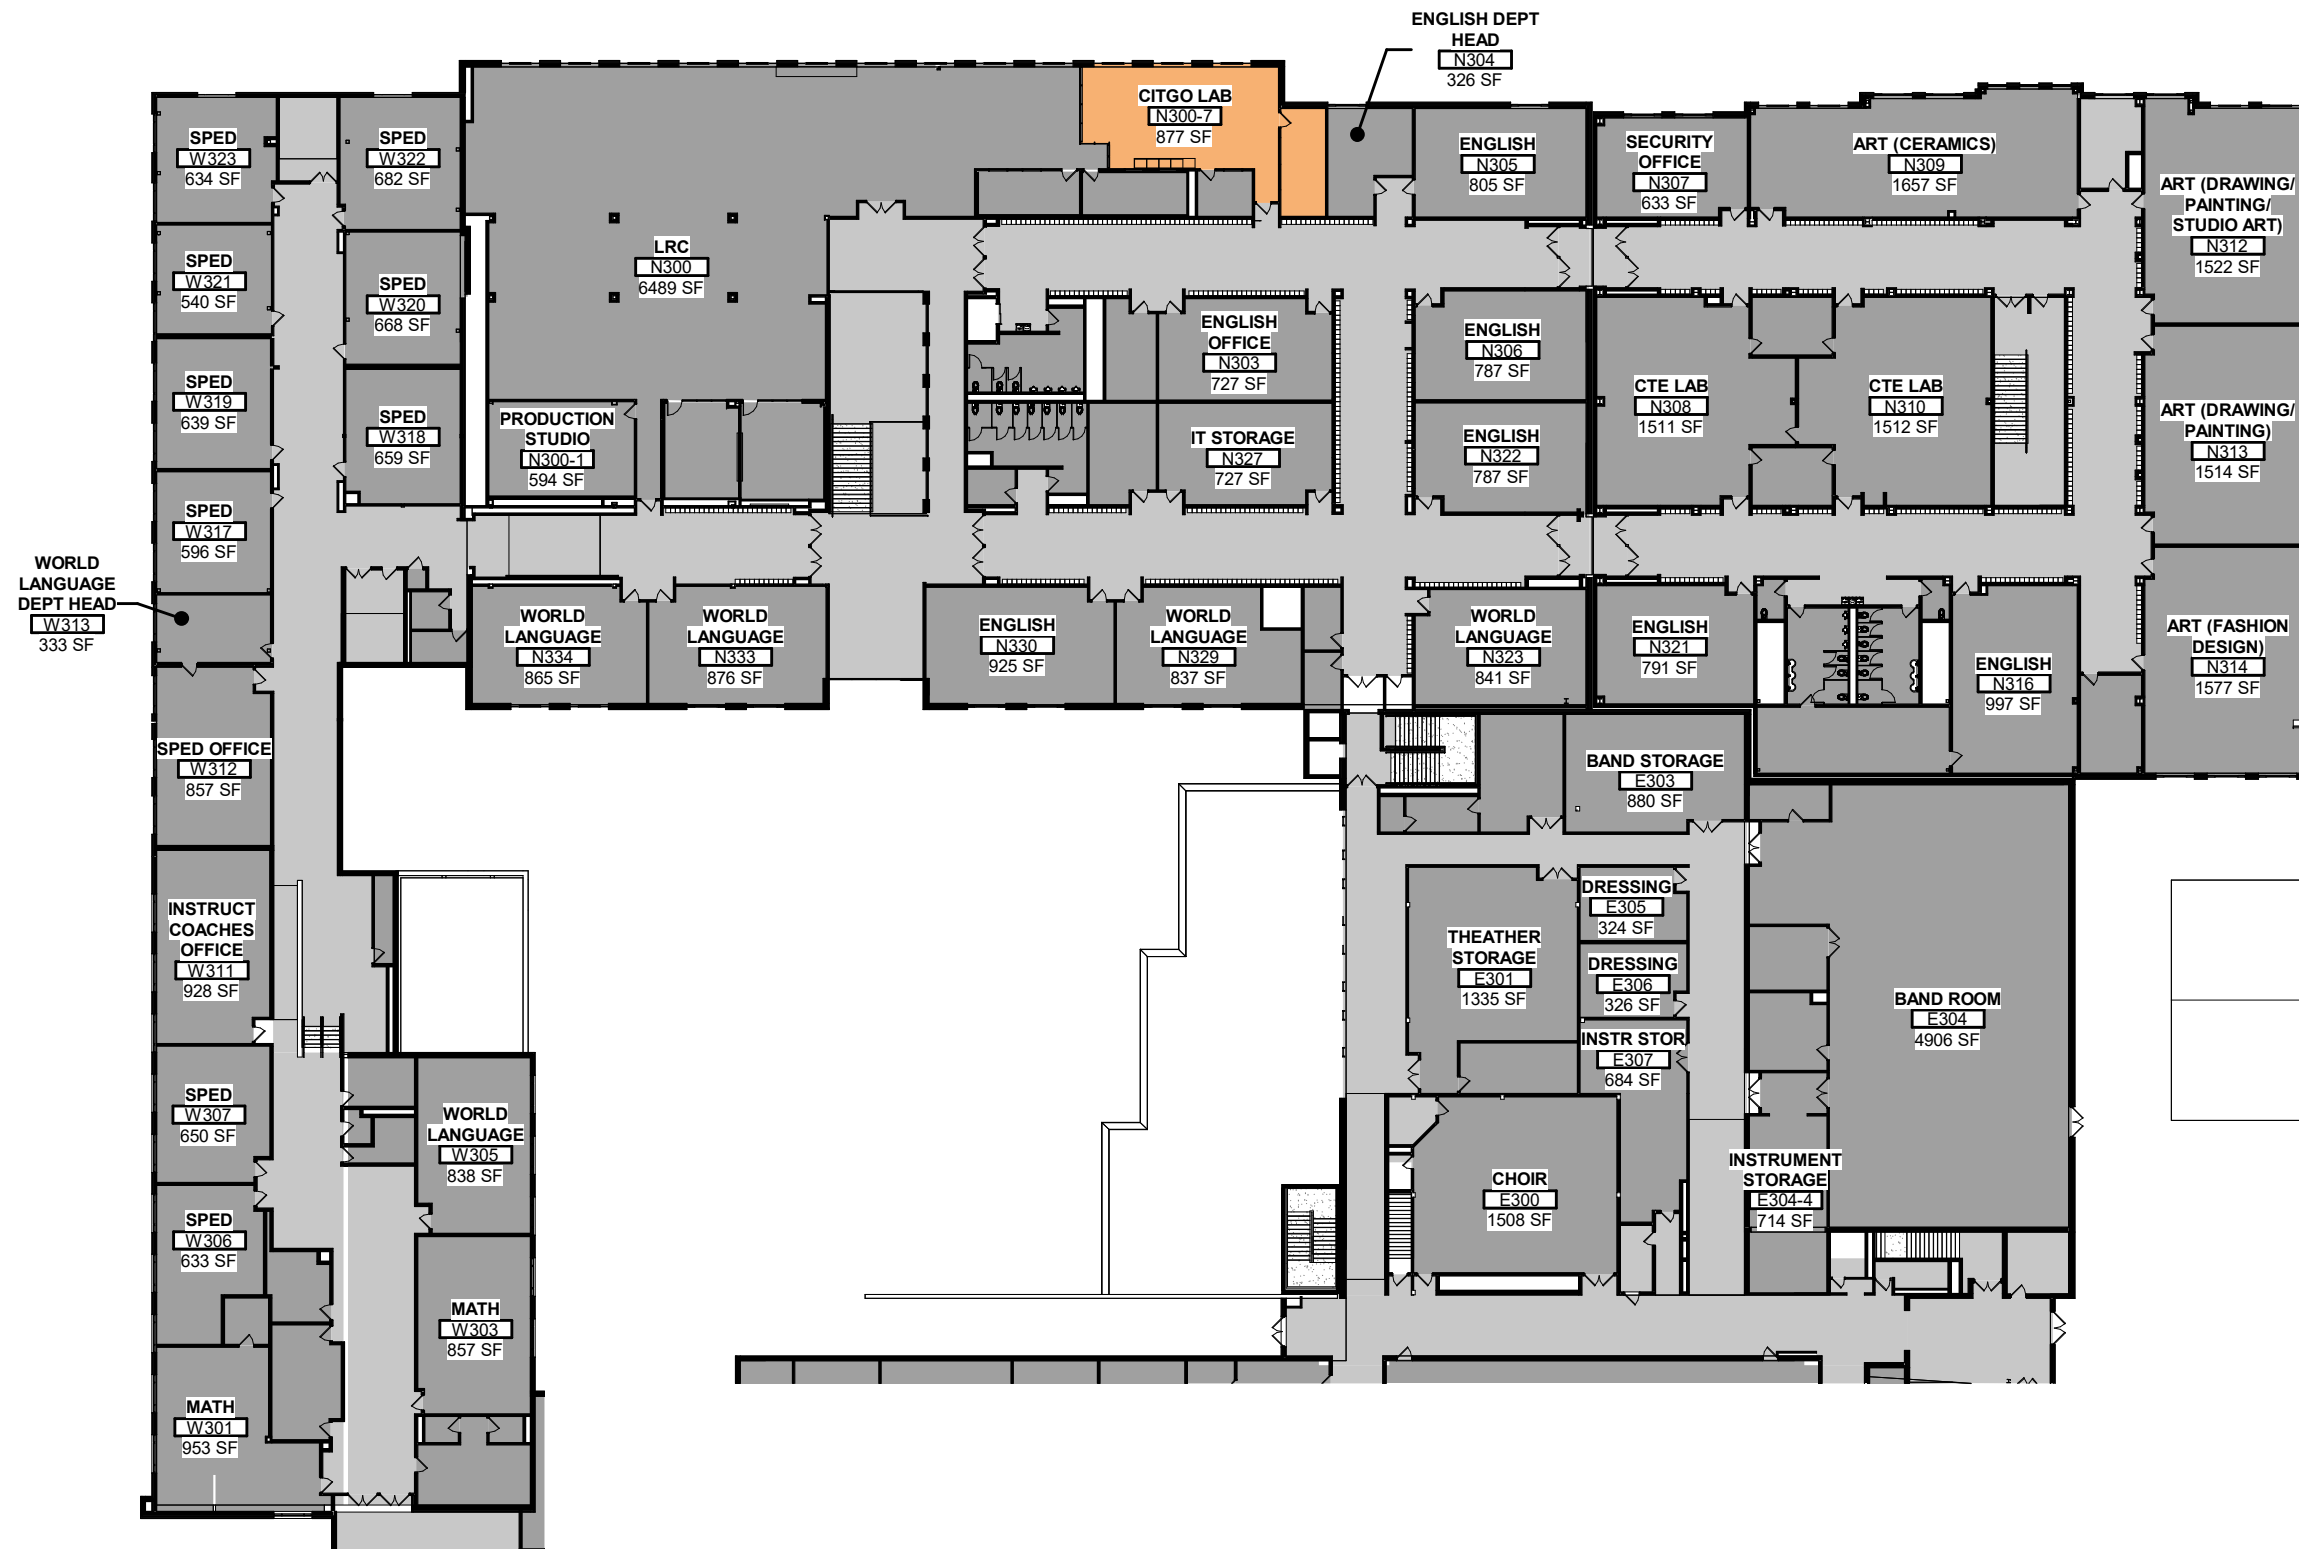 ENGLISH DEPT
HEAD
N304
326 SF
CITGO LAB
N300-7
877 SF
SPED
W323
634 SF
SPED
W322
682 SF
ENGLISH
N305
805 SF
SECURITY
OFFICE
N307
633 SF
ART (CERAMICS)
N309
1657 SF
ART (DRAWING/
PAINTING/
STUDIO ART)
N312
1522 SF
SPED
W321
540 SF
SPED
W320
668 SF
LRC
N300
6489 SF
ENGLISH
OFFICE
N303
727 SF
ENGLISH
N306
787 SF
CTE LAB
N308
1511 SF
CTE LAB
N310
1512 SF
SPED
W319
639 SF
SPED
W318
659 SF
PRODUCTION
STUDIO
N300-1
594 SF
IT STORAGE
N327
727 SF
ENGLISH
N322
787 SF
ART (DRAWING/
PAINTING)
N313
1514 SF
SPED
W317
596 SF
WORLD
LANGUAGE
DEPT HEAD
W313
333 SF
WORLD
LANGUAGE
N334
865 SF
WORLD
LANGUAGE
N333
876 SF
ENGLISH
N330
925 SF
WORLD
LANGUAGE
N329
837 SF
WORLD
LANGUAGE
N323
841 SF
ENGLISH
N321
791 SF
ENGLISH
N316
997 SF
ART (FASHION
DESIGN)
N314
1577 SF
SPED OFFICE
W312
857 SF
BAND STORAGE
E303
880 SF
INSTRUCT
COACHES
OFFICE
W311
928 SF
THEATHER
STORAGE
E301
1335 SF
DRESSING
E305
324 SF
DRESSING
E306
326 SF
INSTR STOR
E307
684 SF
BAND ROOM
E304
4906 SF
SPED
W307
650 SF
WORLD
LANGUAGE
W305
838 SF
CHOIR
E300
1508 SF
INSTRUMENT
STORAGE
E304-4
714 SF
SPED
W306
633 SF
MATH
W303
857 SF
MATH
W301
953 SF